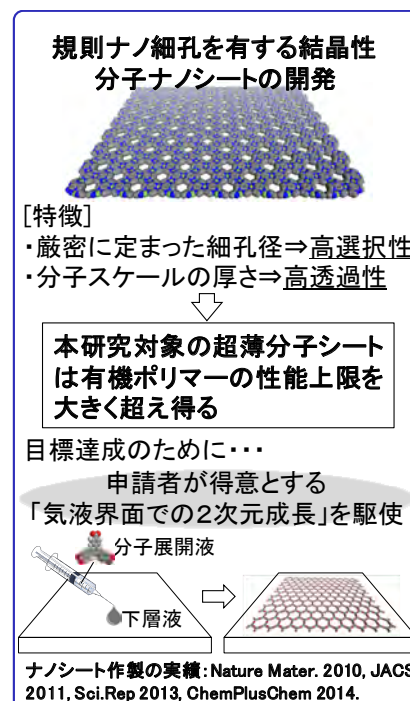 規則ナノ細孔を有する結晶性
分子ナノシートの開発
[特徴]
・厳密に定まった細孔径⇒高選択性
・分子スケールの厚さ⇒高透過性
本研究対象の超薄分子シート
は有機ポリマーの性能上限を
大きく超え得る
目標達成のために・・・
申請者が得意とする
「気液界面での２次元成長」を駆使
分子展開液
下層液
ナノシート作製の実績：Nature Mater. 2010, JACS
2011, Sci.Rep 2013, ChemPlusChem 2014.